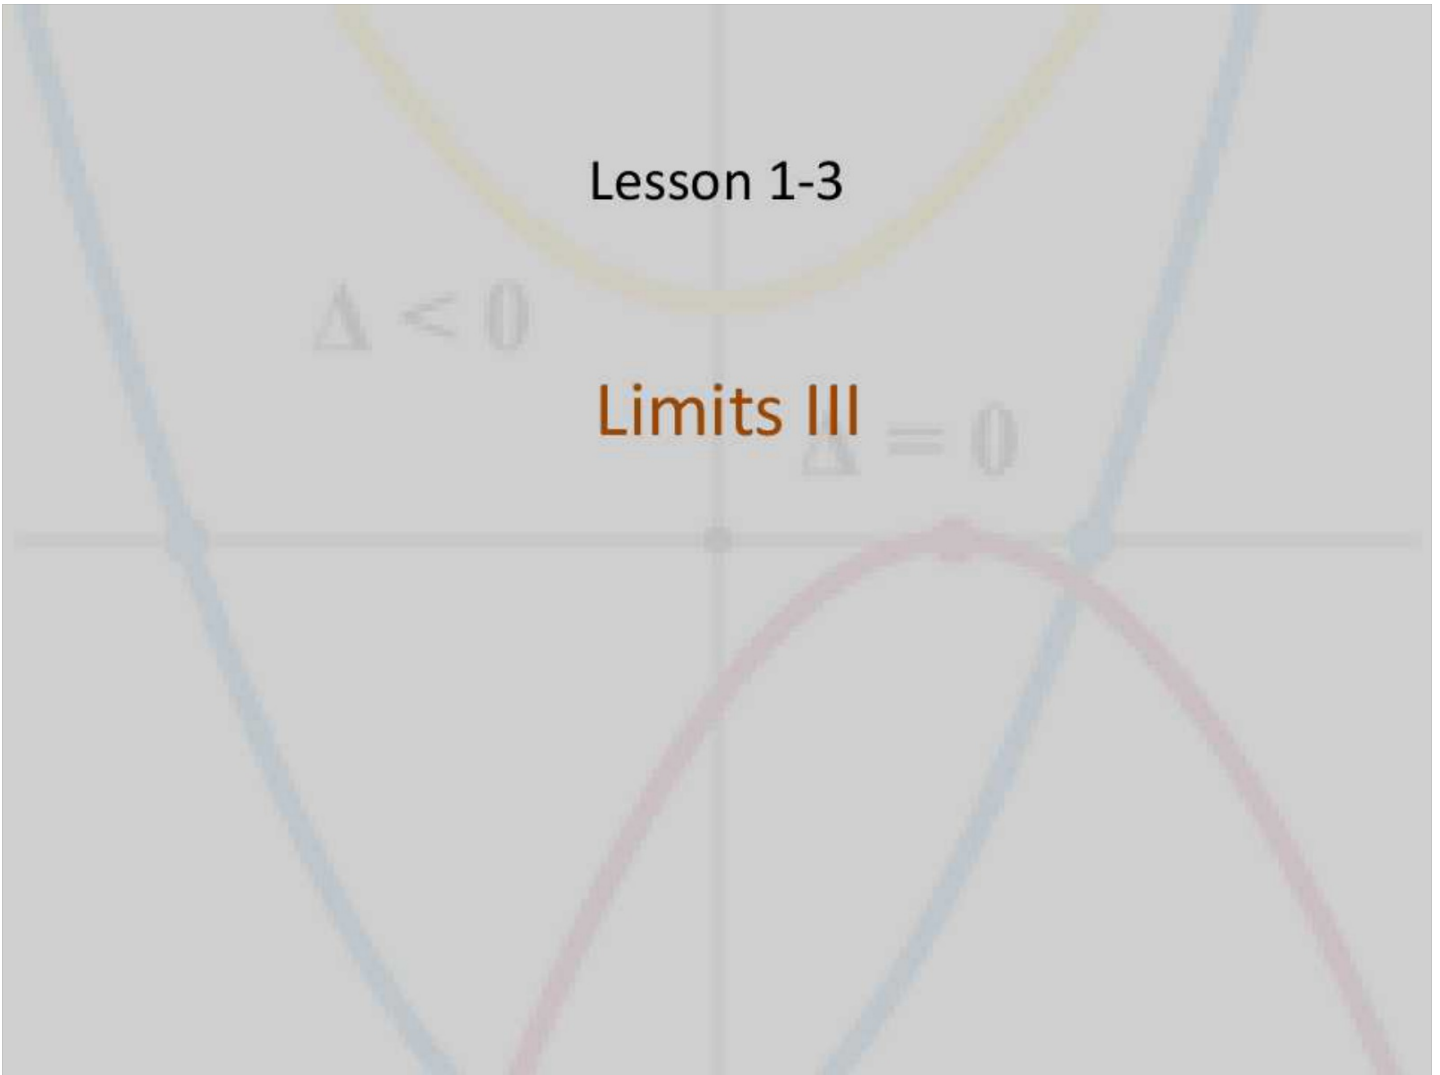 Lesson 1-3
Δ < 0
Limits III
Δ = 0